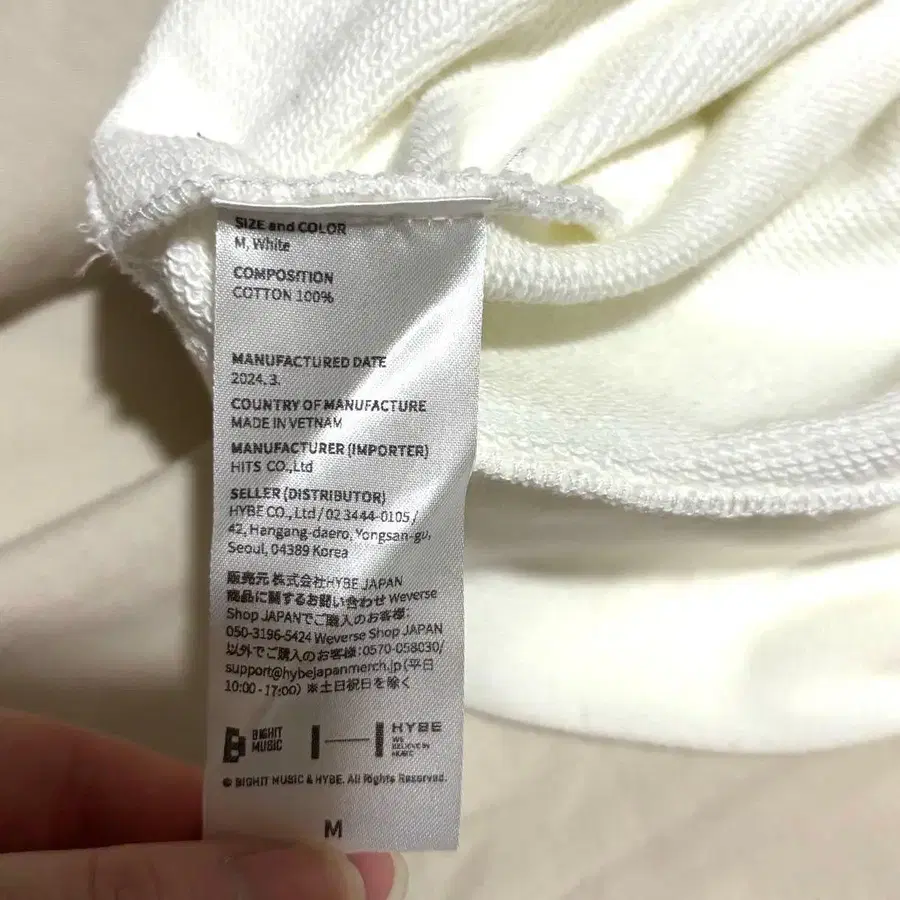 SIZE and COLOR
M, White
COMPOSITION
COTTON 100%
MANUFACTURED DATE
2024. 3.
COUNTRY OF MANUFACTURE
MADE IN VETNAM
MANUFACTURER (IMPORTER)
HITS CO.,Ltd
SELLER (DISTRIBUTOR)
HYBE CO., Ltd / 02 3444-0105 /
42, Hangang-daero, Yongsan-gu,
Seoul, 04389 Korea
販売元 株式会社HYBE JAPAN
商品に関するお問い合わせ Weverse
Shop JAPANでご購入のお客様:
050-3196-5424 Weverse Shop JAPAN
以外でご購入のお客様:0570-058030/
support@hybejapanmerch.jp (平日
10:00 - 17:00) ※土日祝日を除く
BIGHIT
MUSIC
HYBE
WE
BELIEVE IN
MUSIC
© BIGHIT MUSIC & HYBE. All Rights Reserved.
M